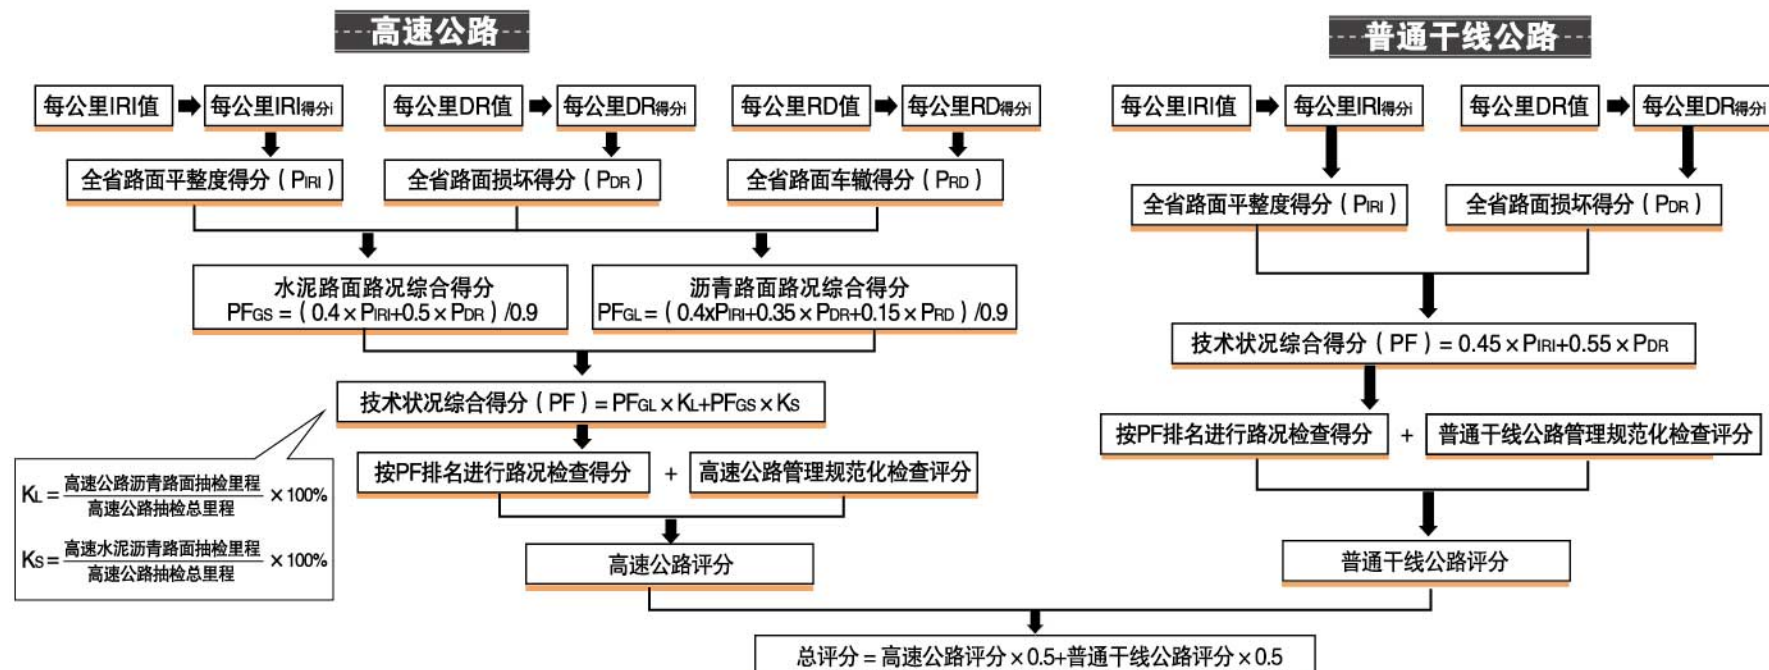 高速公路
普通干线公路
每公里IRI值
每公里IRI得分i
每公里DR值
每公里DR得分i
每公里RD值
每公里RD得分i
每公里IRI值
每公里IRI得分i
每公里DR值
每公里DR得分i
全省路面平整度得分（PIRI）
全省路面损坏得分（PDR）
全省路面车辙得分（PRD）
全省路面平整度得分（PIRI）
全省路面损坏得分（PDR）
水泥路面路况综合得分
PFGS＝（0.4×PIRI+0.5×PDR）/0.9
沥青路面路况综合得分
PFGL＝（0.4xPIRI+0.35×PDR+0.15×PRD）/0.9
技术状况综合得分（PF）＝0.45×PIRI+0.55×PDR
技术状况综合得分（PF）＝PFGL×KL+PFGS×KS
按PF排名进行路况检查得分 + 普通干线公路管理规范化检查评分
按PF排名进行路况检查得分 + 高速公路管理规范化检查评分
KL＝高速公路沥青路面抽检里程
高速公路抽检总里程 ×100%
KS＝高速水泥沥青路面抽检里程
高速公路抽检总里程 ×100%
高速公路评分
普通干线公路评分
总评分＝高速公路评分×0.5+普通干线公路评分×0.5